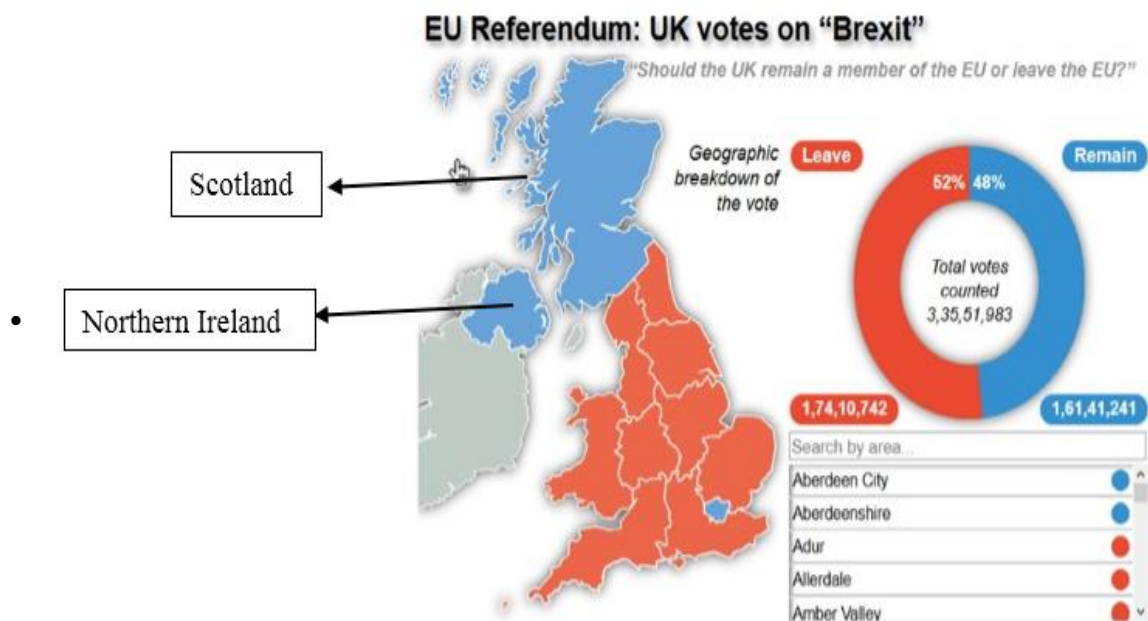 EU Referendum: UK votes on “Brexit”
"Should the UK remain a member of the EU or leave the EU?"
Scotland
Northern Ireland
Geographic
breakdown of
the vote
Leave
Remain
52% 48%
Total votes
counted
3,35,51,983
1,74,10,742
1,61,41,241
Search by area...
Aberdeen City
Aberdeenshire
Adur
Allerdale
Amber Valley